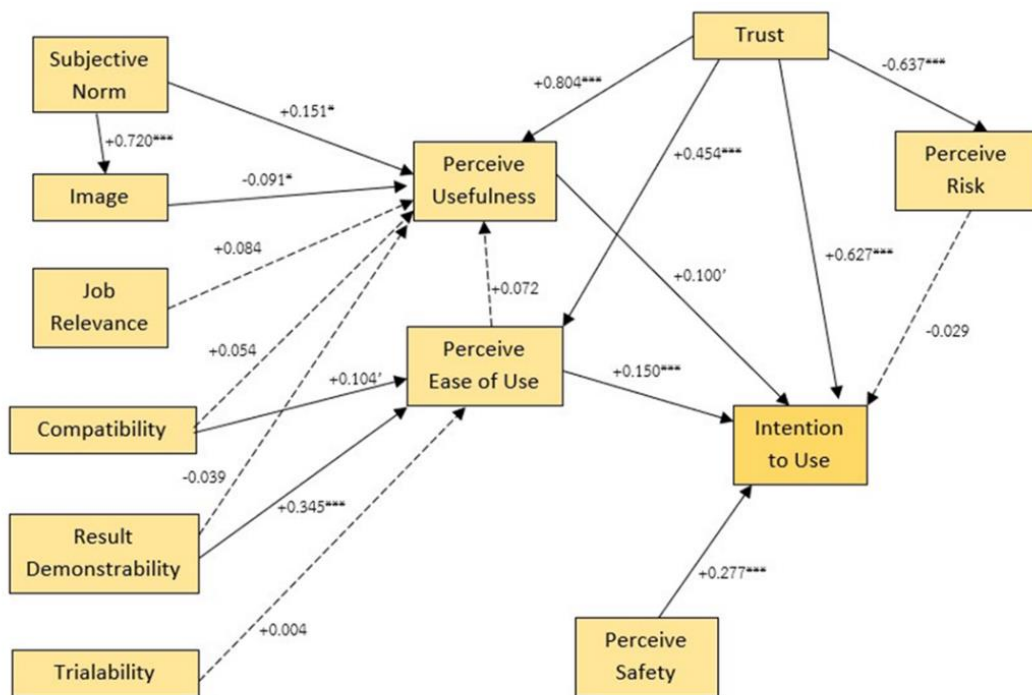 Trust
Subjective
Norm
-0.637***
+0.804***
+0.151*
+0.720***
Perceive
Usefulness
+0.454***
Perceive
Risk
Image
-0.091*
+0.084
+0.627***
Job
Relevance
+0.072
+0.100’
-0.029
+0.054
Perceive
Ease of Use
+0.104’
+0.150***
Compatibility
Intention
to Use
-0.039
+0.345***
Result
Demonstrability
+0.277***
+0.004
Perceive
Safety
Trialability